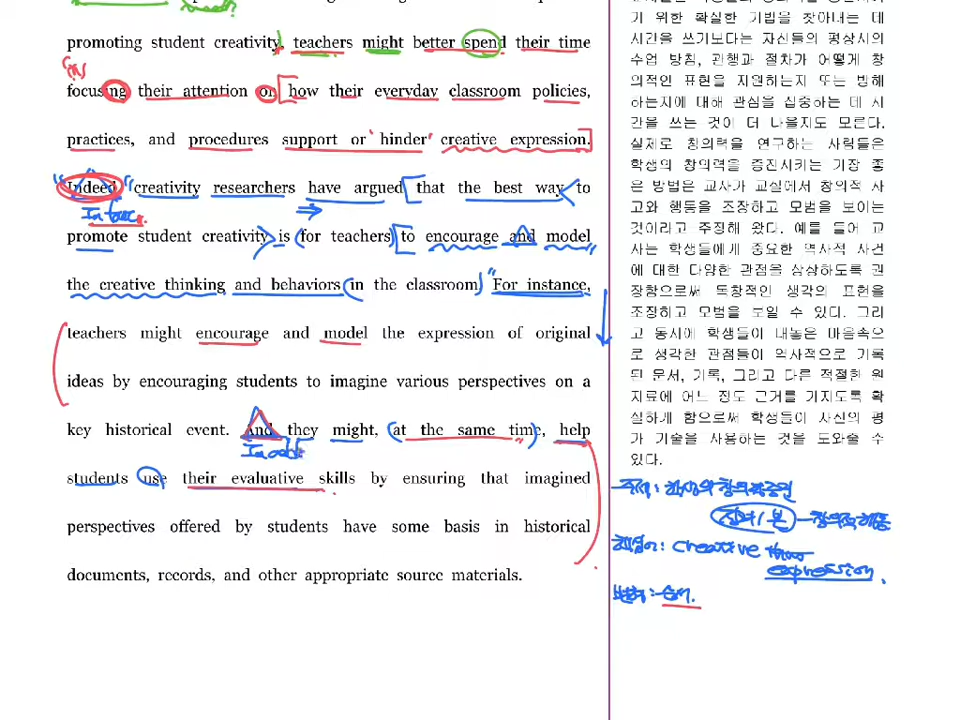 promoting student creativity, teachers might better spend their time
(in)
focusing their attention on how their everyday classroom policies,
practices, and procedures support or hinder creative expression.
Indeed, creativity researchers have argued that the best way to
promote student creativity is for teachers to encourage and model
the creative thinking and behaviors in the classroom. For instance,
teachers might encourage and model the expression of original
ideas by encouraging students to imagine various perspectives on a
key historical event. And they might, at the same time, help
students use their evaluative skills by ensuring that imagined
perspectives offered by students have some basis in historical
documents, records, and other appropriate source materials.
기 위한 확실한 기법을 찾아내는 데
시간을 쓰기보다는 자신들의 평상시의
수업 방침, 관행과 절차가 어떻게 창
의적인 표현을 지원하는지 또는 방해
하는지에 대해 관심을 집중하는 데 시
간을 쓰는 것이 더 나을지도 모른다.
실제로 창의력을 연구하는 사람들은
학생의 창의력을 증진시키는 가장 좋
은 방법은 교사가 교실에서 창의적 사
고와 행동을 조장하고 모범을 보이는
것이라고 주장해 왔다. 예를 들어 교
사는 학생들에게 중요한 역사적 사건
에 대한 다양한 관점을 상상하도록 권
장함으로써 독창적인 생각의 표현을
조장하고 모범을 보일 수 있다. 그리
고 동시에 학생들이 내놓은 마음속으
로 생각한 관점들이 역사적으로 기록
된 문서, 기록, 그리고 다른 적절한 원
자료에 어느 정도 근거를 가지도록 확
실하게 함으로써 학생들이 자신의 평
가 기술을 사용하는 것을 도와줄 수
있다.
creative
expression.